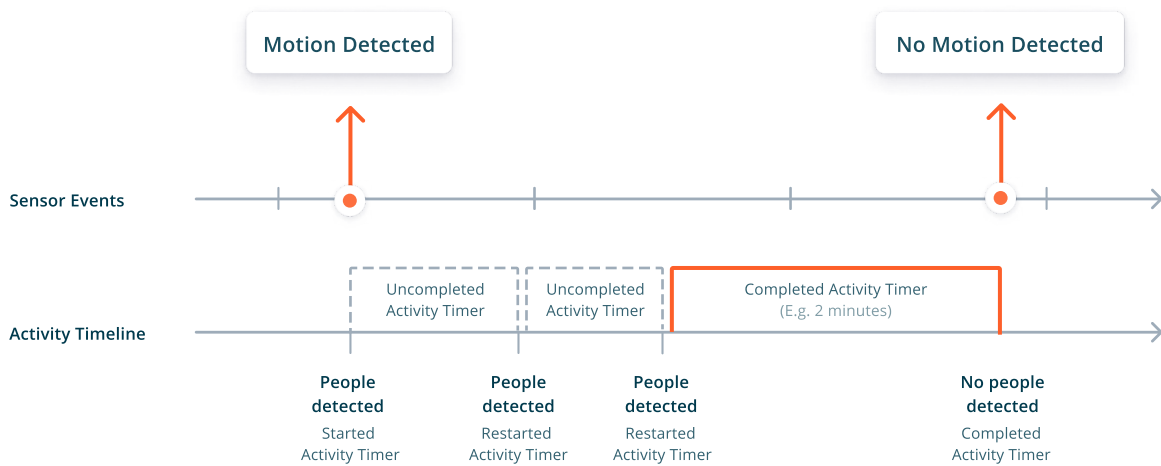 Motion Detected
No Motion Detected
Sensor Events
Uncompleted
Activity Timer
Uncompleted
Activity Timer
Completed Activity Timer
(E.g. 2 minutes)
Activity Timeline
People
detected
Started
Activity Timer
People
detected
Restarted
Activity Timer
People
detected
Restarted
Activity Timer
No people
detected
Completed
Activity Timer